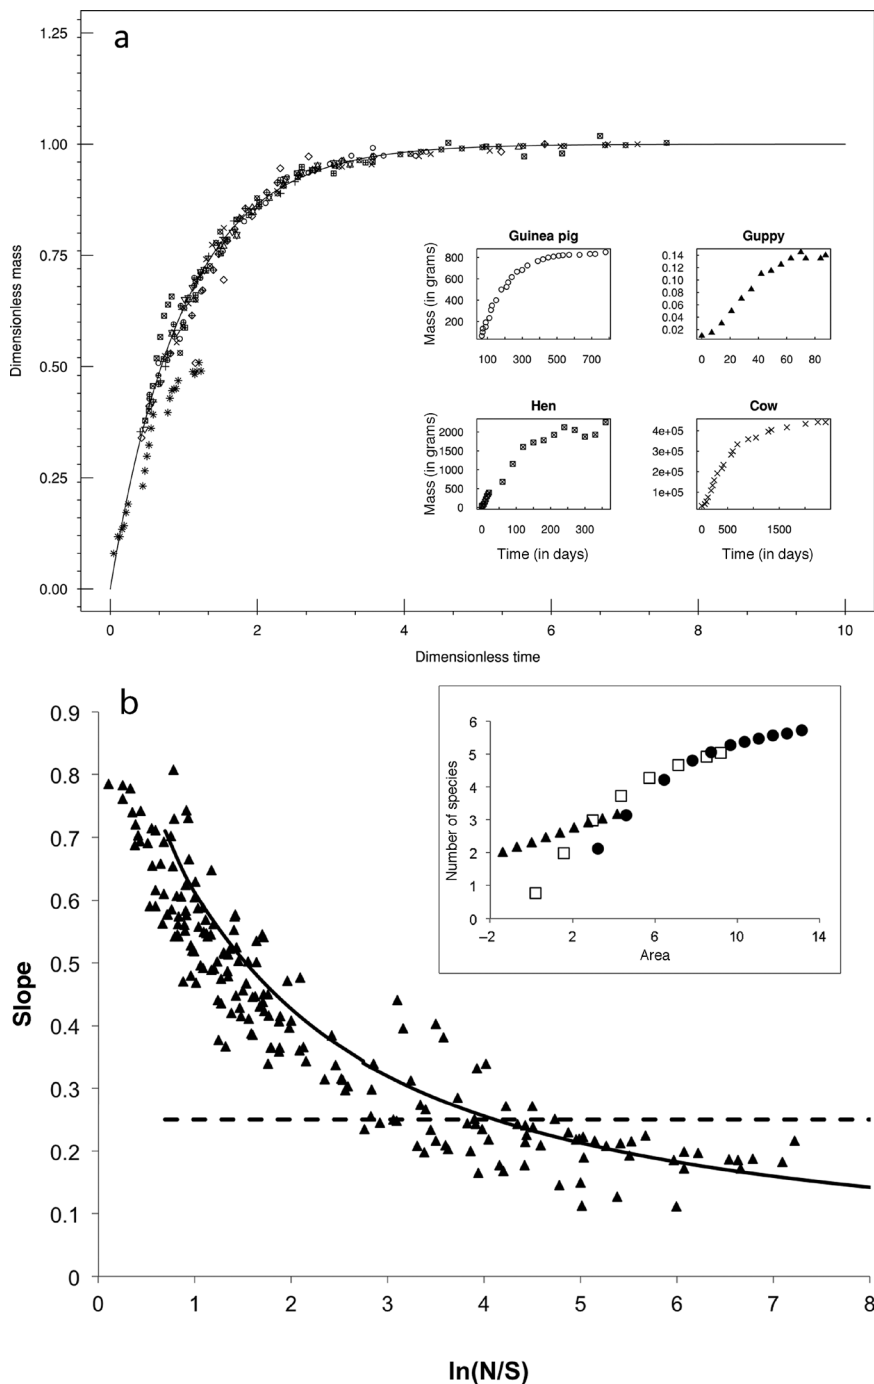 a
1.25
1.00
0.75
0.50
0.25
0.00
Dimensionless mass
0 2 4 6 8 10
Dimensionless time
Guinea pig
Mass (in grams)
800
600
400
200
100 300 500 700
Guppy
0.14
0.12
0.10
0.08
0.06
0.04
0.02
0 20 40 60 80
Hen
Mass (in grams)
2000
1500
1000
500
0
0 100 200 300
Time (in days)
Cow
4e+05
3e+05
2e+05
1e+05
0 500 1500
Time (in days)
b
0.9
0.8
0.7
0.6
0.5
0.4
0.3
0.2
0.1
0
Slope
0 1 2 3 4 5 6 7 8
ln(N/S)
6
5
4
3
2
1
0
Number of species
–2 2 6 10 14
Area